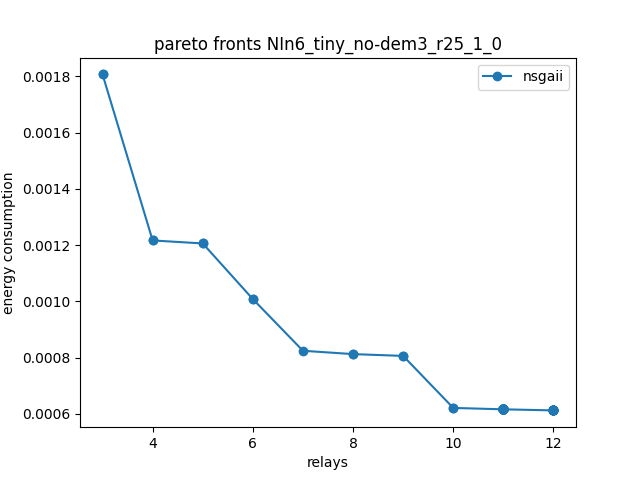 pareto fronts NIn6_tiny_no-dem3_r25_1_0
nsgaii
energy consumption
0.0018
0.0016
0.0014
0.0012
0.0010
0.0008
0.0006
4 6 8 10 12
relays